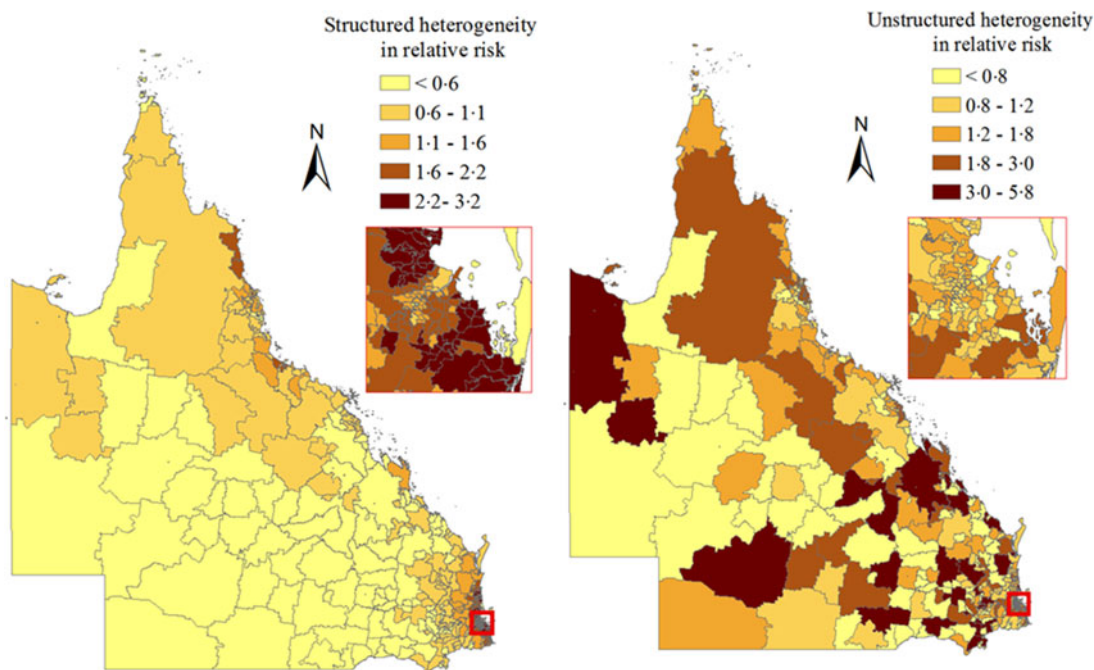 Structured heterogeneity
in relative risk
< 0·6
0·6 - 1·1
1·1 - 1·6
1·6 - 2·2
2·2- 3·2
N
Unstructured heterogeneity
in relative risk
< 0·8
0·8 - 1·2
1·2 - 1·8
1·8 - 3·0
3·0 - 5·8
N